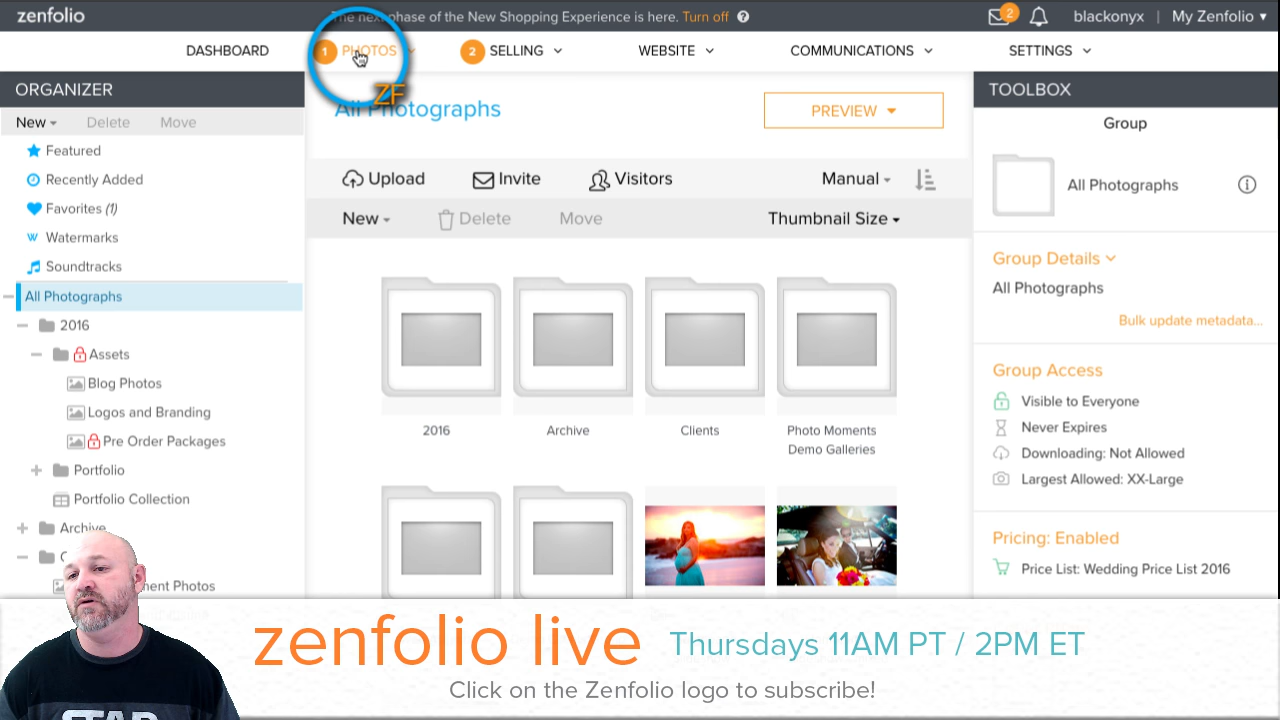 zenfolio
The next phase of the New Shopping Experience is here. Turn off ?
2
blackonyx | My Zenfolio
DASHBOARD
1 PHOTOS
2 SELLING
WEBSITE
COMMUNICATIONS
SETTINGS
ZF
ORGANIZER
New Delete Move
Featured
Recently Added
Favorites (1)
W Watermarks
Soundtracks
All Photographs
2016
Assets
Blog Photos
Logos and Branding
Pre Order Packages
Portfolio
Portfolio Collection
Archive
All Photographs
PREVIEW
Upload Invite Visitors Manual
New Delete Move Thumbnail Size
2016
Archive
Clients
Photo Moments
Demo Galleries
TOOLBOX
Group
All Photographs
Group Details
All Photographs
Bulk update metadata...
Group Access
Visible to Everyone
Never Expires
Downloading: Not Allowed
Largest Allowed: XX-Large
Pricing: Enabled
Price List: Wedding Price List 2016
Photos
zenfolio live
Thursdays 11AM PT / 2PM ET
Click on the Zenfolio logo to subscribe!
STAR